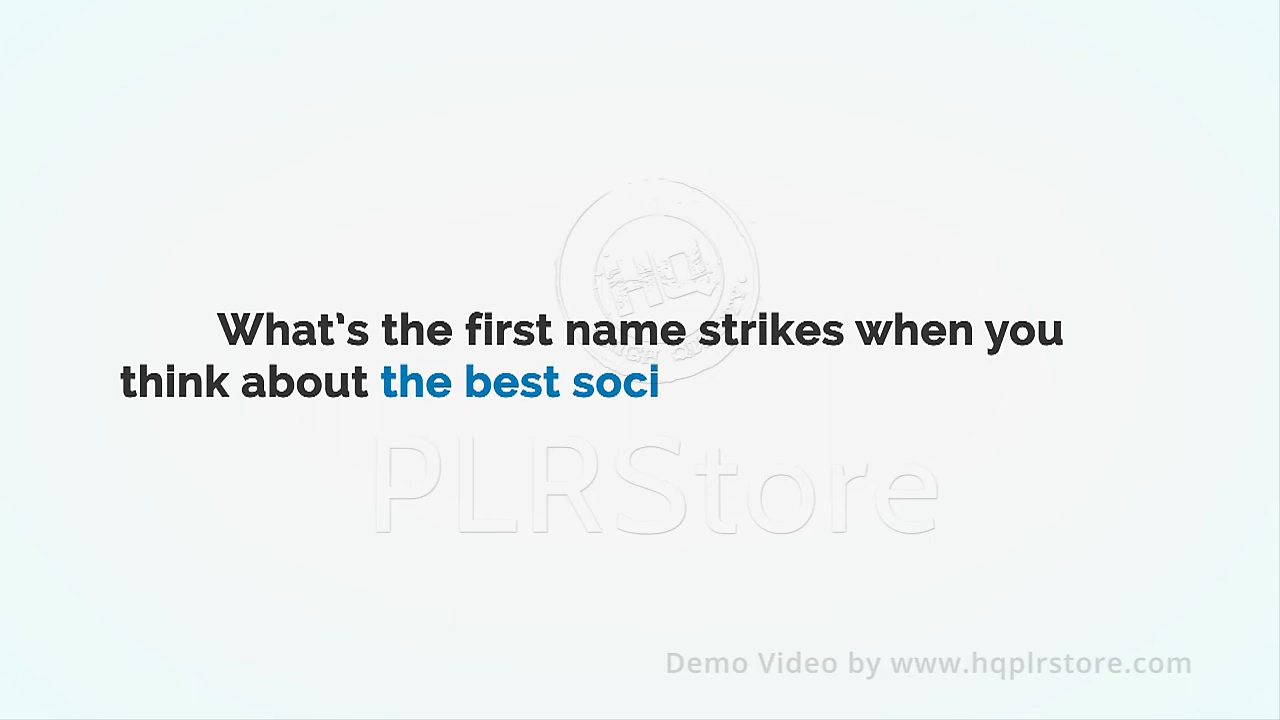 HQ
What's the first name strikes when you
think about the best soci
PLRStore
Demo Video by www.hqplrstore.com